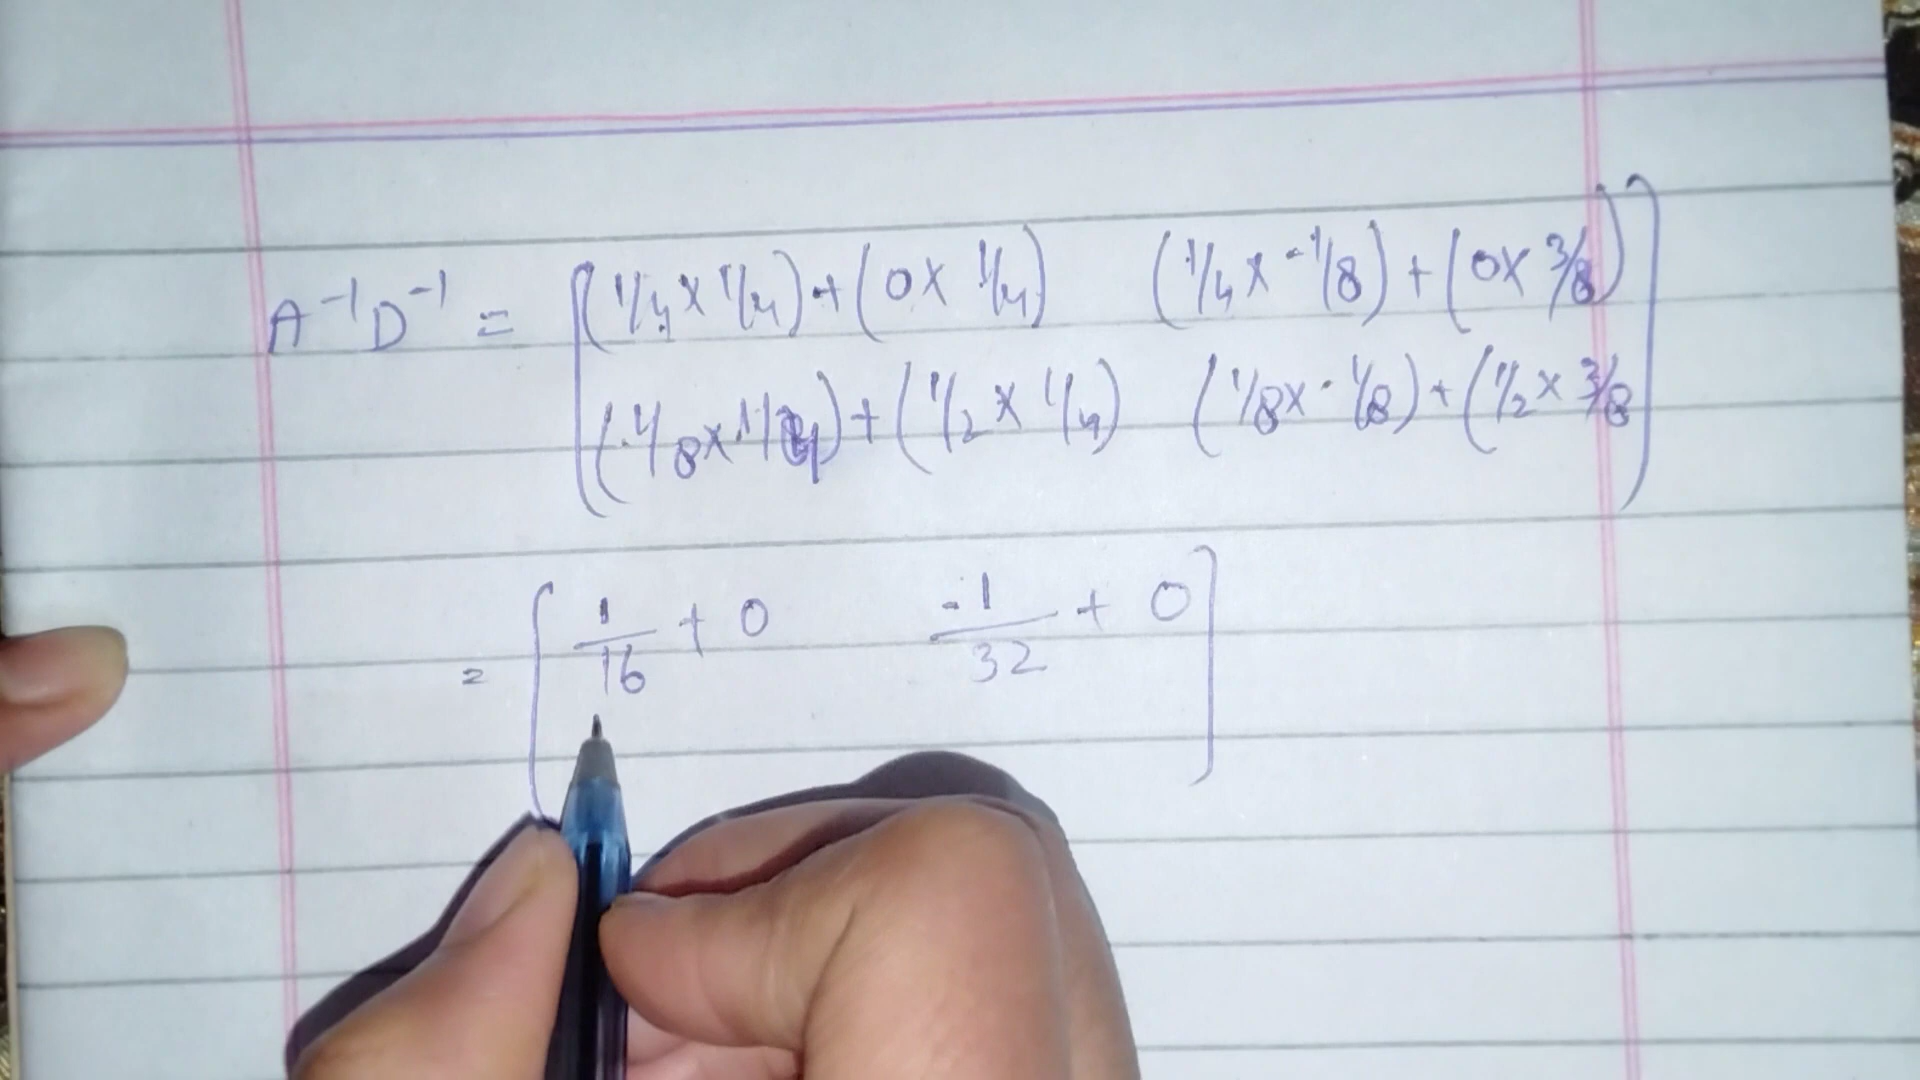 A⁻¹D⁻¹ = [(1/4 x 1/4) + (0 x 1/4) (1/4 x -1/8) + (0x 3/8)
(1/8 x 1/4) + (1/2 x 1/4) (1/8 x -1/8) + (1/2 x 3/8]
= [1/16 + 0 -1/32 + 0]